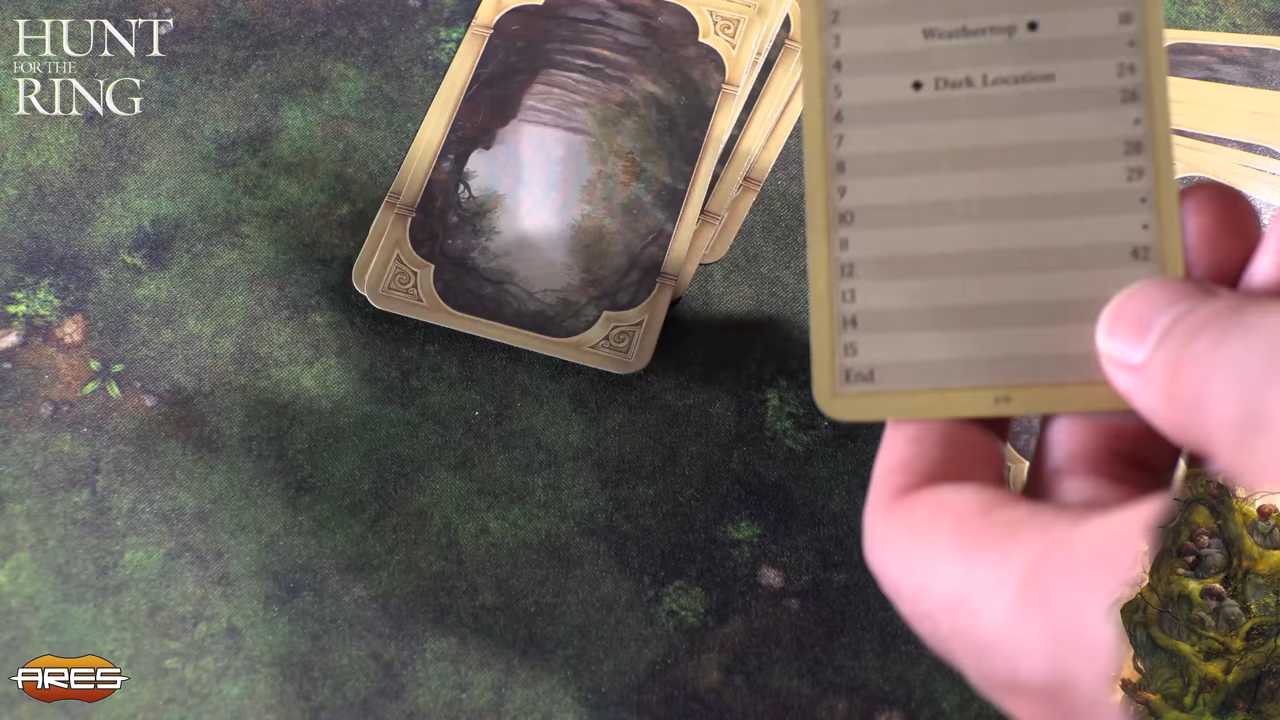 HUNT
FOR THE
RING
2
3 Weathertop ●
4
5 ◆ Dark Location 24
6 26
7
8 28
9 29
10
11
12 42
13
14
15
End
ARES